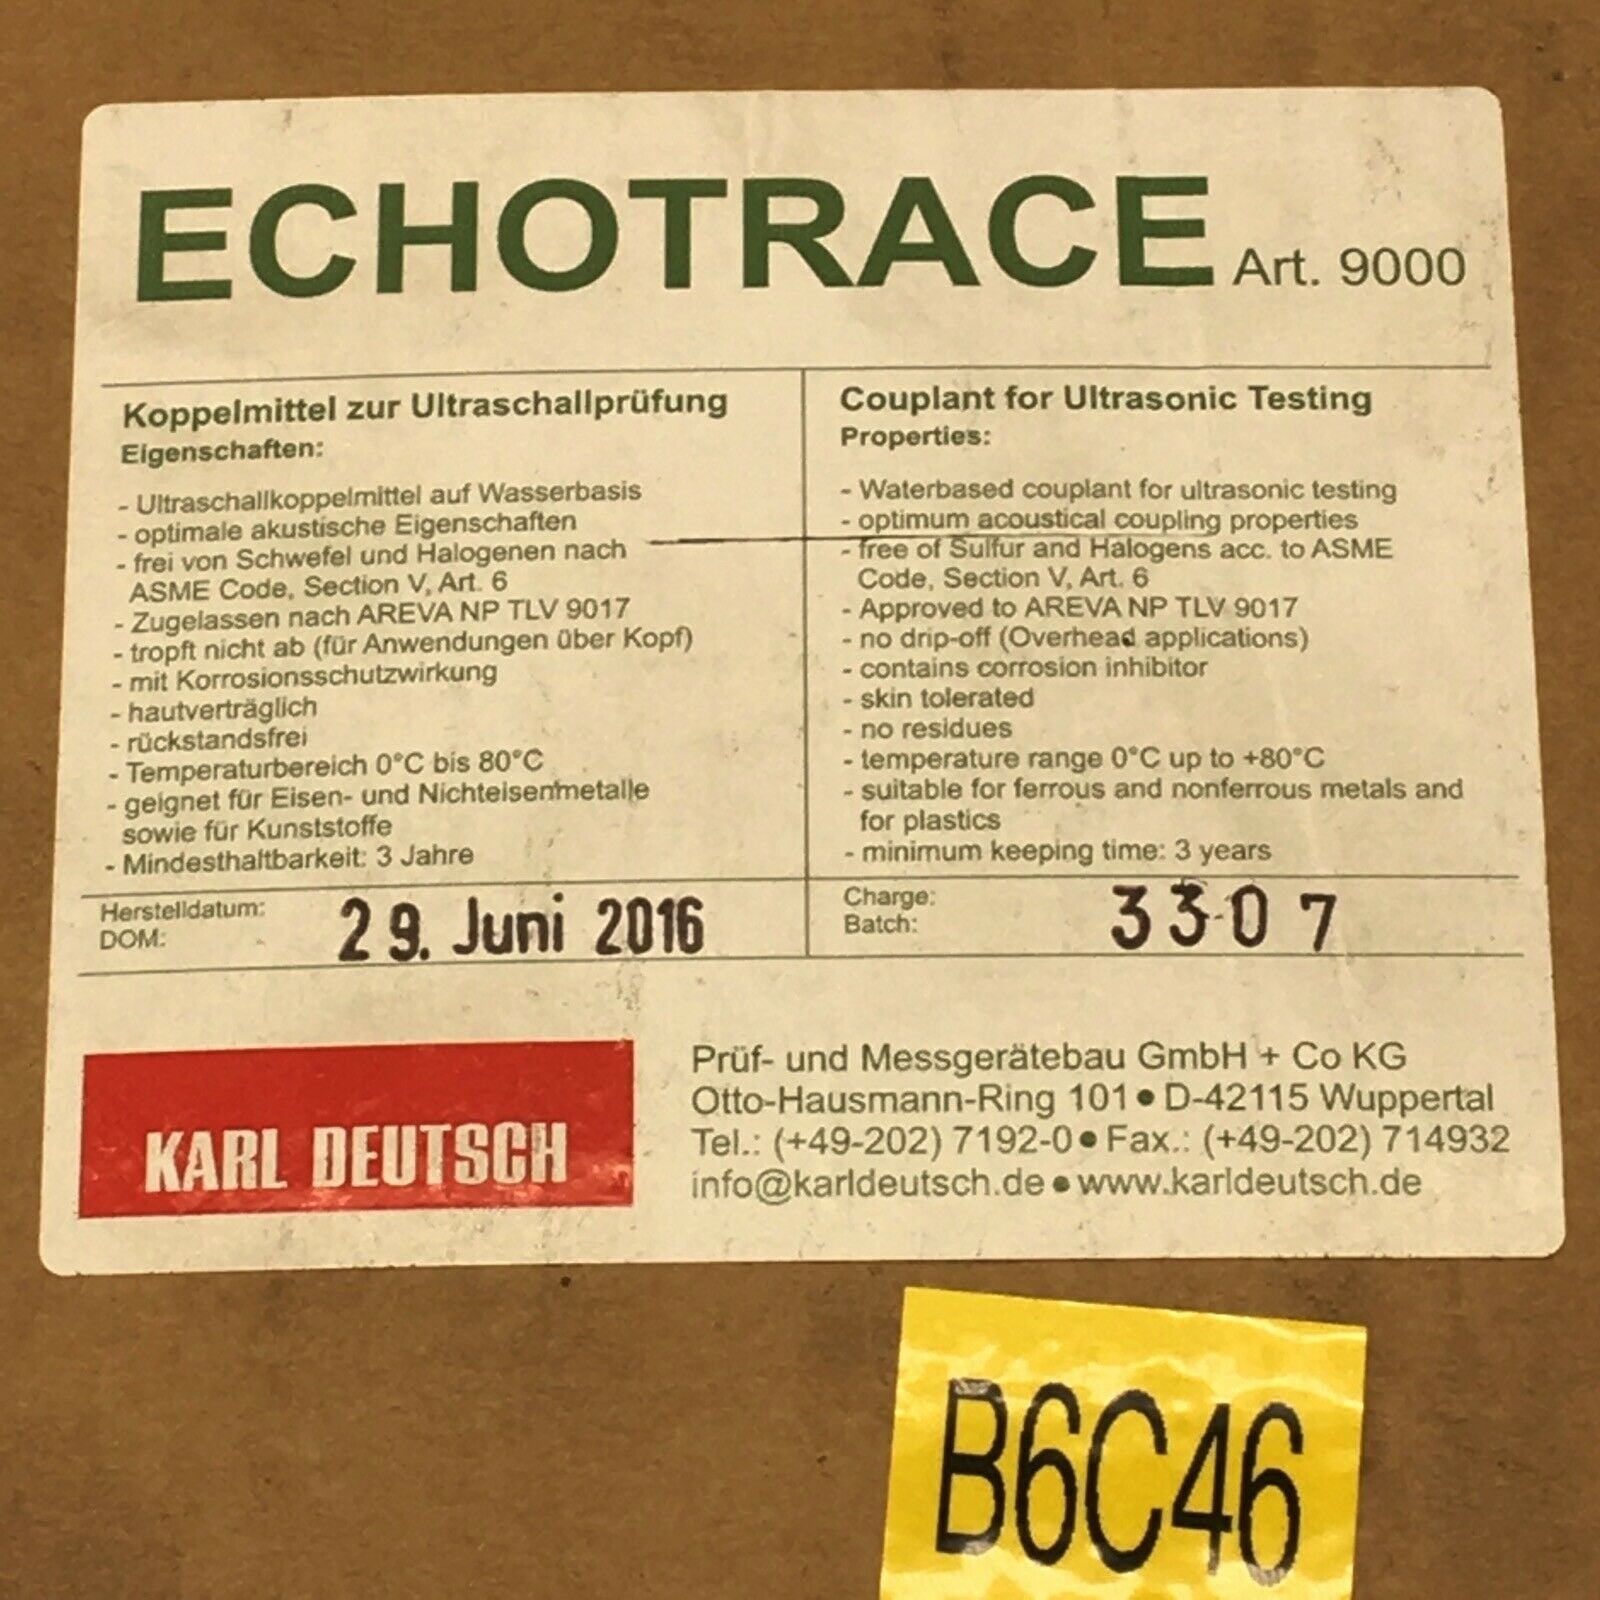 ECHOTRACE Art. 9000
Koppelmittel zur Ultraschallprüfung
Eigenschaften:
- Ultraschallkoppelmittel auf Wasserbasis
- optimale akustische Eigenschaften
- frei von Schwefel und Halogenen nach
ASME Code, Section V, Art. 6
- Zugelassen nach AREVA NP TLV 9017
- tropft nicht ab (für Anwendungen über Kopf)
- mit Korrosionsschutzwirkung
- hautverträglich
- rückstandsfrei
- Temperaturbereich 0°C bis 80°C
- geignet für Eisen- und Nichteisenmetalle
sowie für Kunststoffe
- Mindesthaltbarkeit: 3 Jahre
Couplant for Ultrasonic Testing
Properties:
- Waterbased couplant for ultrasonic testing
- optimum acoustical coupling properties
- free of Sulfur and Halogens acc. to ASME
Code, Section V, Art. 6
- Approved to AREVA NP TLV 9017
- no drip-off (Overhead applications)
- contains corrosion inhibitor
- skin tolerated
- no residues
- temperature range 0°C up to +80°C
- suitable for ferrous and nonferrous metals and
for plastics
- minimum keeping time: 3 years
Herstelldatum:
DOM:
29. Juni 2016
Charge:
Batch:
3307
KARL DEUTSCH
Prüf- und Messgerätebau GmbH + Co KG
Otto-Hausmann-Ring 101 • D-42115 Wuppertal
Tel.: (+49-202) 7192-0 • Fax.: (+49-202) 714932
info@karldeutsch.de • www.karldeutsch.de
B6C46